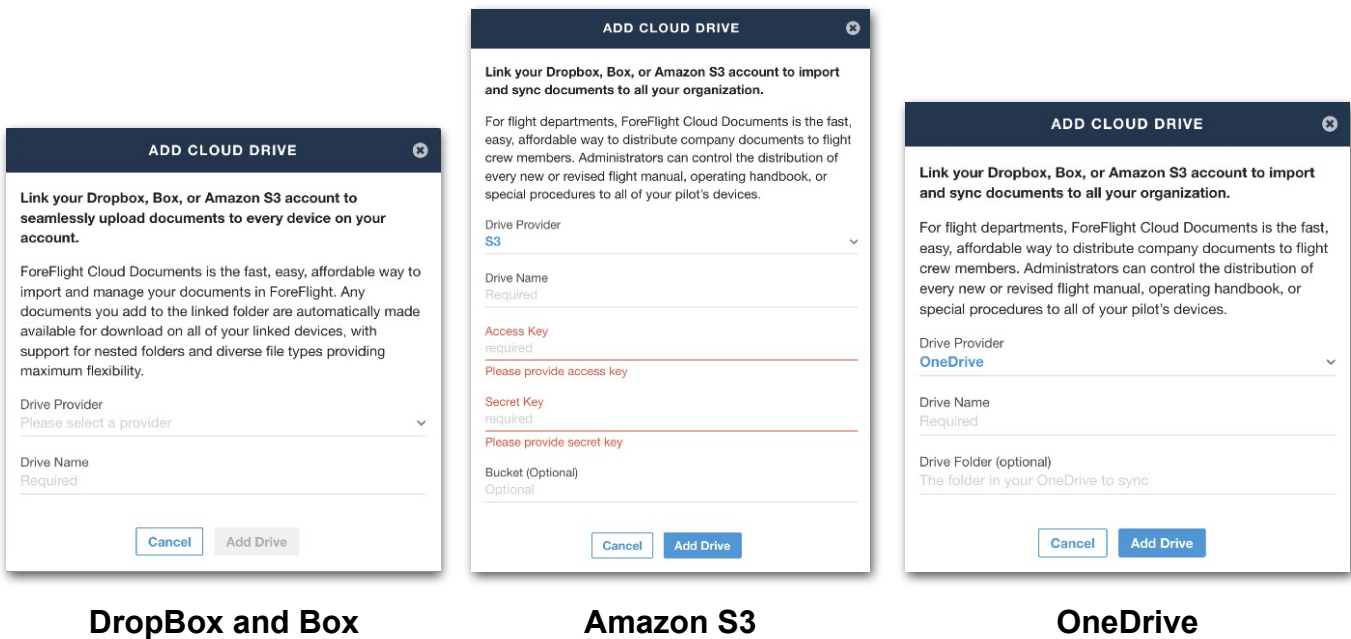 ADD CLOUD DRIVE
Link your Dropbox, Box, or Amazon S3 account to
seamlessly upload documents to every device on your
account.
ForeFlight Cloud Documents is the fast, easy, affordable way to
import and manage your documents in ForeFlight. Any
documents you add to the linked folder are automatically made
available for download on all of your linked devices, with
support for nested folders and diverse file types providing
maximum flexibility.
Drive Provider
Please select a provider
Drive Name
Required
Cancel Add Drive
DropBox and Box
ADD CLOUD DRIVE
Link your Dropbox, Box, or Amazon S3 account to import
and sync documents to all your organization.
For flight departments, ForeFlight Cloud Documents is the fast,
easy, affordable way to distribute company documents to flight
crew members. Administrators can control the distribution of
every new or revised flight manual, operating handbook, or
special procedures to all of your pilot's devices.
Drive Provider
S3
Drive Name
Required
Access Key
required
Please provide access key
Secret Key
required
Please provide secret key
Bucket (Optional)
Optional
Cancel Add Drive
Amazon S3
ADD CLOUD DRIVE
Link your Dropbox, Box, or Amazon S3 account to import
and sync documents to all your organization.
For flight departments, ForeFlight Cloud Documents is the fast,
easy, affordable way to distribute company documents to flight
crew members. Administrators can control the distribution of
every new or revised flight manual, operating handbook, or
special procedures to all of your pilot's devices.
Drive Provider
OneDrive
Drive Name
Required
Drive Folder (optional)
The folder in your OneDrive to sync
Cancel Add Drive
OneDrive